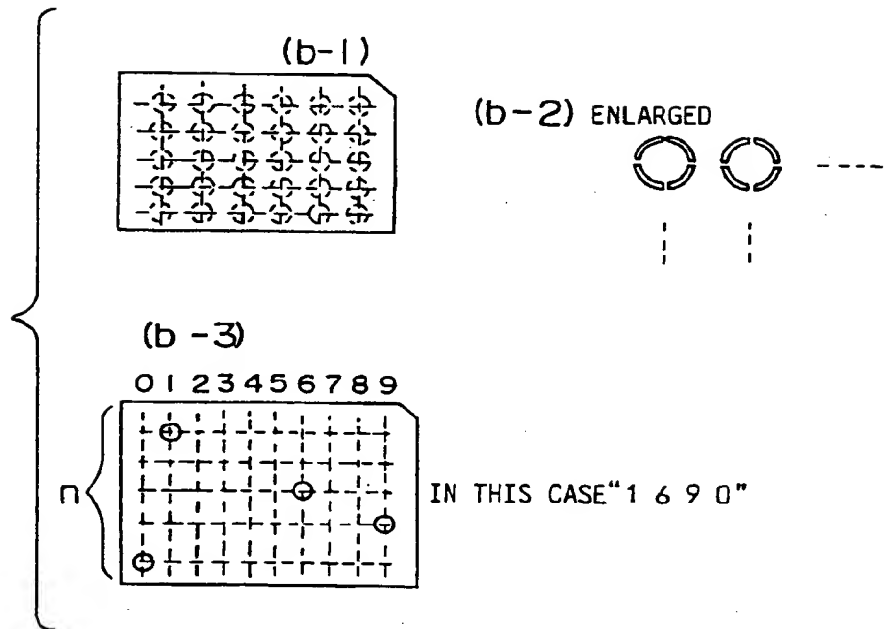 (b-1)
(b-2) ENLARGED
(b-3)
0 1 2 3 4 5 6 7 8 9
n
IN THIS CASE "1 6 9 0"